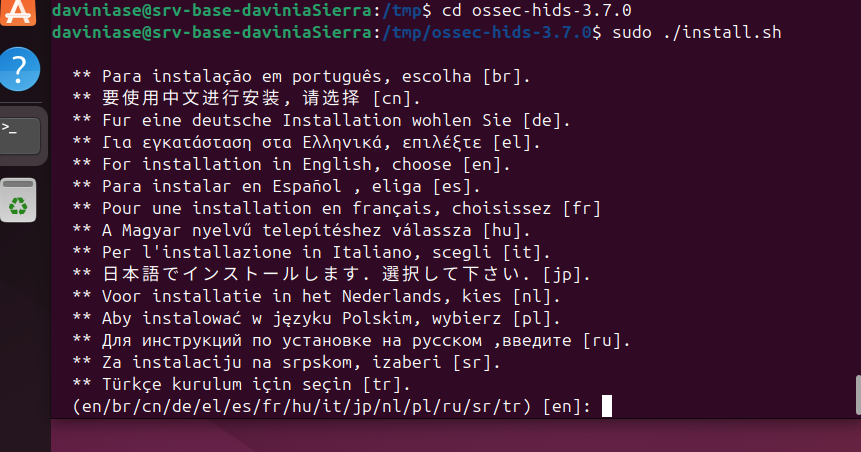 daviniase@srv-base-daviniaSierra:/tmp$ cd ossec-hids-3.7.0
daviniase@srv-base-daviniaSierra:/tmp/ossec-hids-3.7.0$ sudo ./install.sh
** Para instalação em português, escolha [br].
** 要使用中文进行安装, 请选择 [cn].
** Fur eine deutsche Installation wohlen Sie [de].
** Για εγκατάσταση στα Ελληνικά, επιλέξτε [el].
** For installation in English, choose [en].
** Para instalar en Español , eliga [es].
** Pour une installation en français, choisissez [fr]
** A Magyar nyelvű telepítéshez válassza [hu].
** Per l'installazione in Italiano, scegli [it].
** 日本語でインストールします. 選択して下さい. [jp].
** Voor installatie in het Nederlands, kies [nl].
** Aby instalować w języku Polskim, wybierz [pl].
** Для инструкций по установке на русском ,введите [ru].
** Za instalaciju na srpskom, izaberi [sr].
** Türkçe kurulum için seçin [tr].
(en/br/cn/de/el/es/fr/hu/it/jp/nl/pl/ru/sr/tr) [en]: